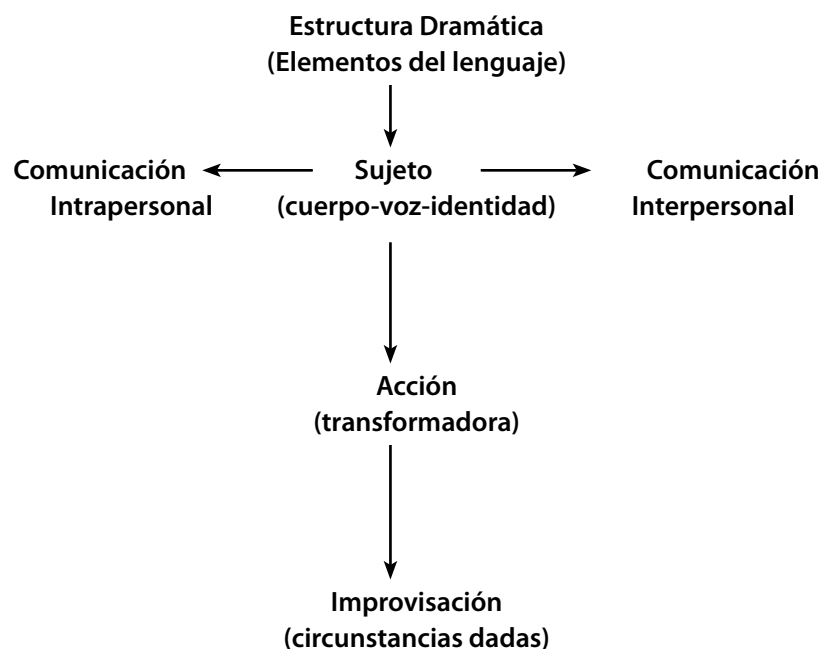 Estructura Dramática
(Elementos del lenguaje)
Comunicación
Intrapersonal
Sujeto
(cuerpo-voz-identidad)
Comunicación
Interpersonal
Acción
(transformadora)
Improvisación
(circunstancias dadas)